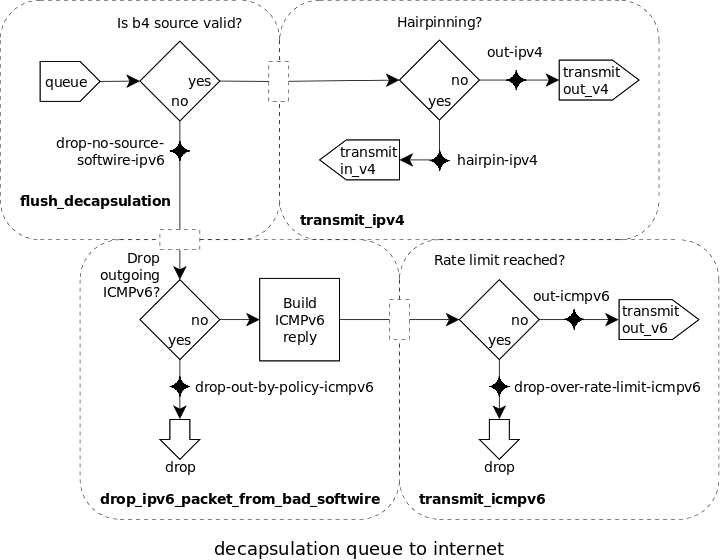 Is b4 source valid?
queue
yes
no
drop-no-source-
softwire-ipv6
flush_decapsulation
Hairpinning?
no
yes
out-ipv4
transmit
out_v4
transmit
in_v4
hairpin-ipv4
transmit_ipv4
Drop
outgoing
ICMPv6?
no
yes
Build
ICMPv6
reply
drop-out-by-policy-icmpv6
drop
drop_ipv6_packet_from_bad_softwire
Rate limit reached?
no
yes
out-icmpv6
transmit
out_v6
drop-over-rate-limit-icmpv6
drop
transmit_icmpv6
decapsulation queue to internet